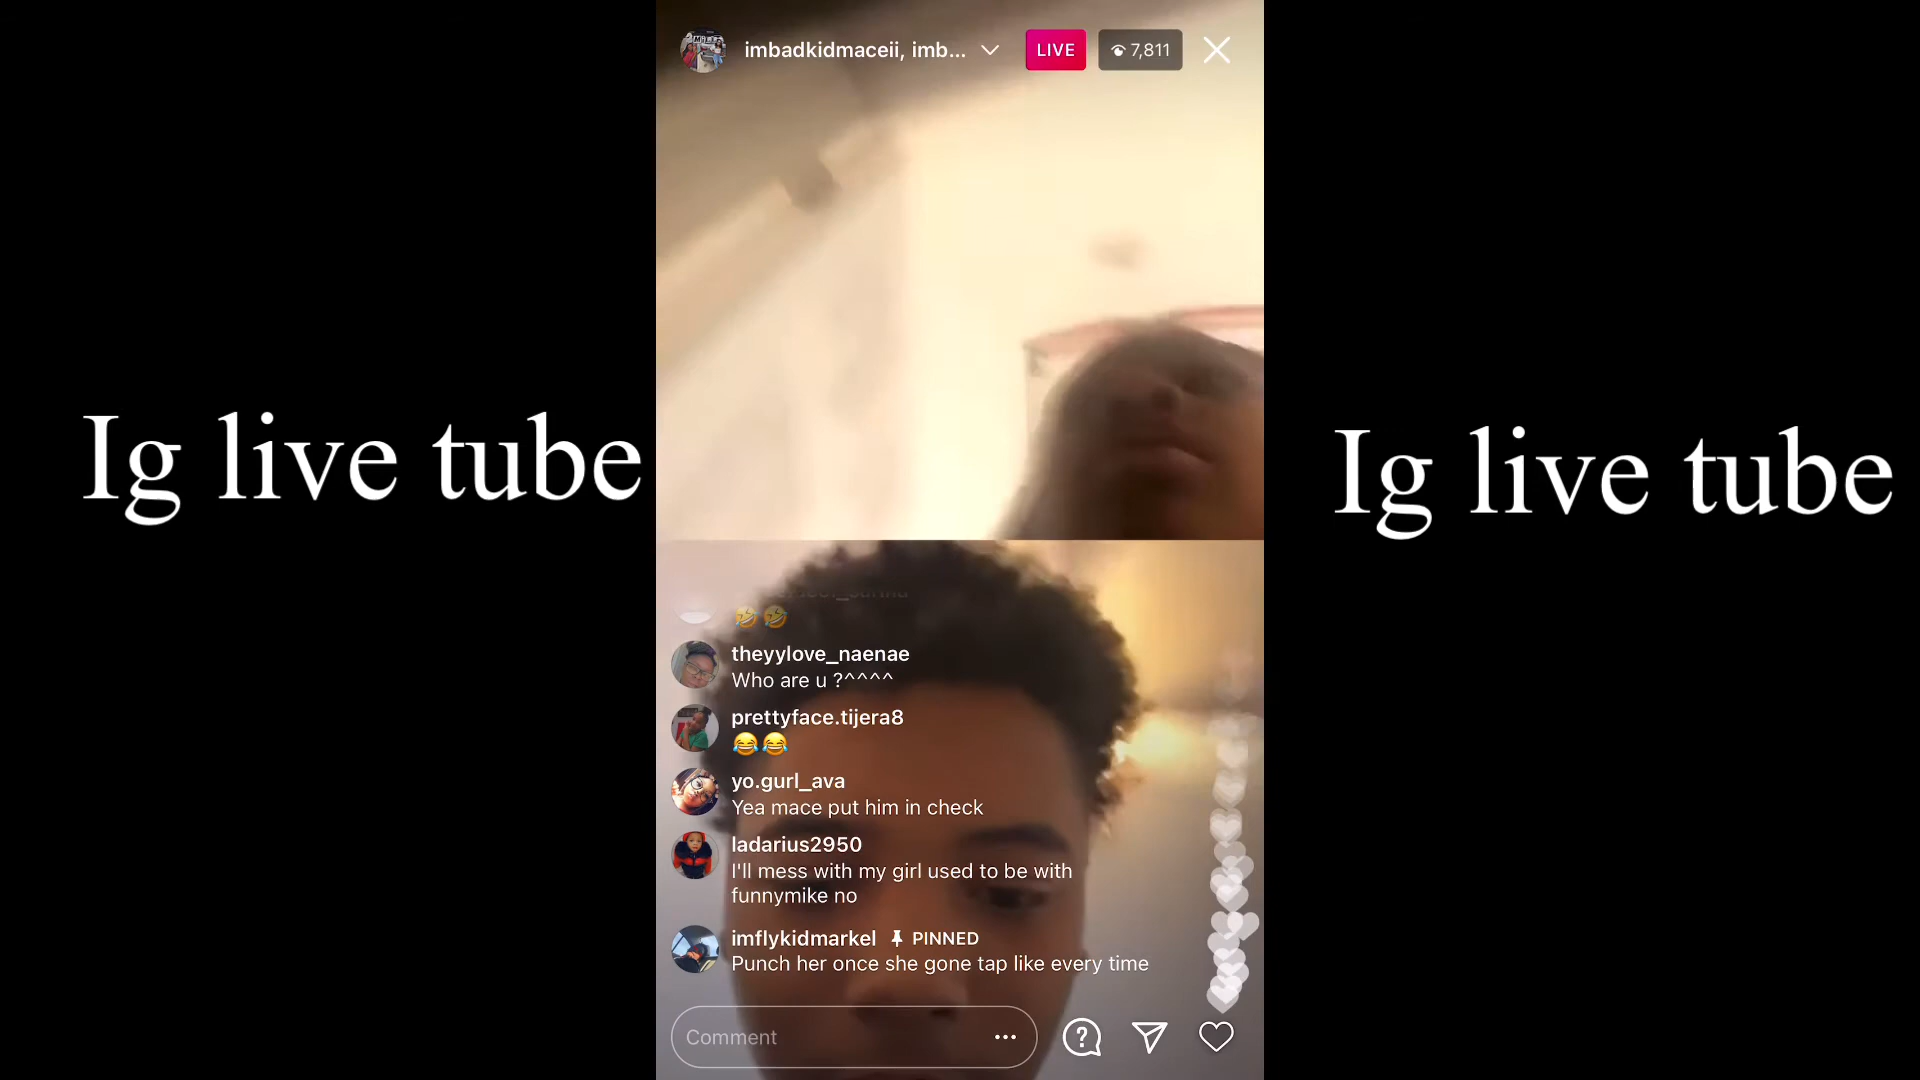 imbadkidmaceii, imb...
LIVE
7,811
Ig live tube
Ig live tube
🤣🤣
theyylove_naenae
Who are u ?^^^^
prettyface.tijera8
😂😂
yo.gurl_ava
Yea mace put him in check
ladarius2950
I'll mess with my girl used to be with
funnymike no
imflykidmarkel PINNED
Punch her once she gone tap like every time
Comment